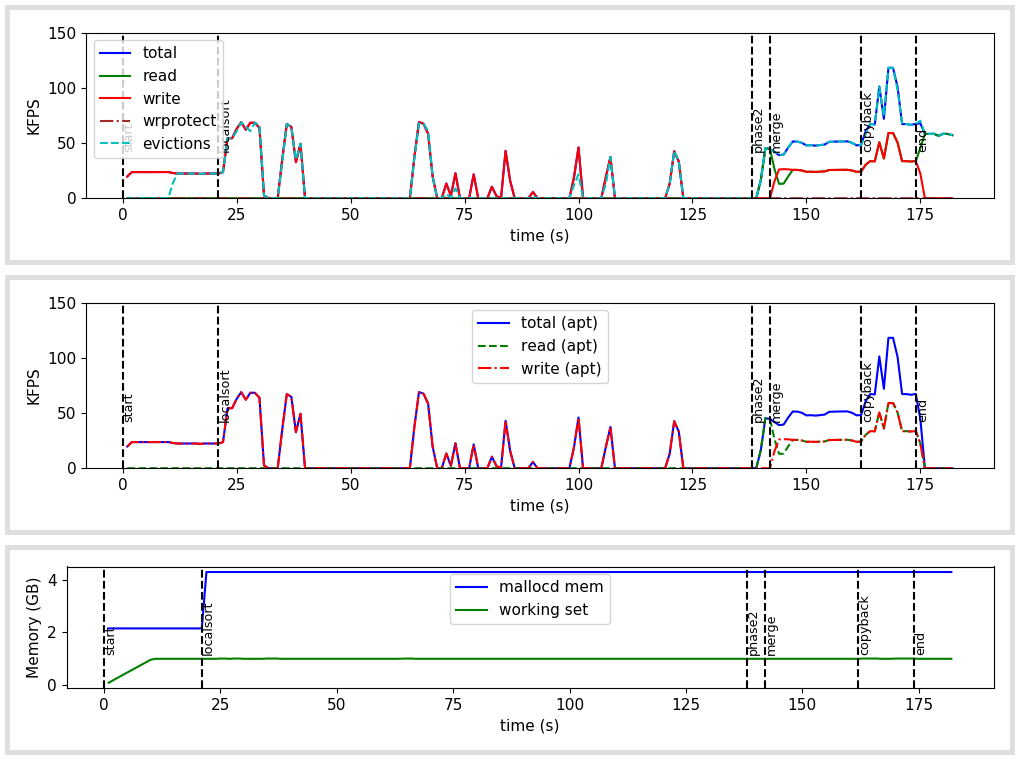 150
100
50
0
KFPS
total
read
write
wrprotect
evictions
start
localsort
phase2
merge
copyback
end
0 25 50 75 100 125 150 175
time (s)
150
100
50
0
KFPS
total (apt)
read (apt)
write (apt)
start
localsort
phase2
merge
copyback
end
0 25 50 75 100 125 150 175
time (s)
4
2
0
Memory (GB)
mallocd mem
working set
start
localsort
phase2
merge
copyback
end
0 25 50 75 100 125 150 175
time (s)